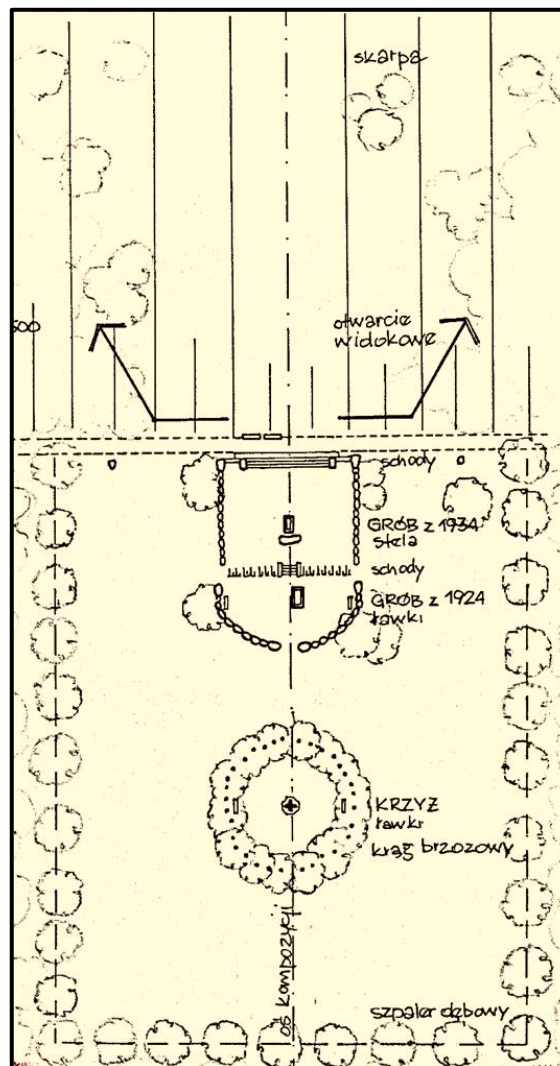 skarpa
otwarcie
widokowe
500
schody
GRÓB z 1934
stela
schody
GRÓB z 1924
ławki
KRZYŻ
ławki
krąg brzozowy
oś kompozycji
szpaler dębowy